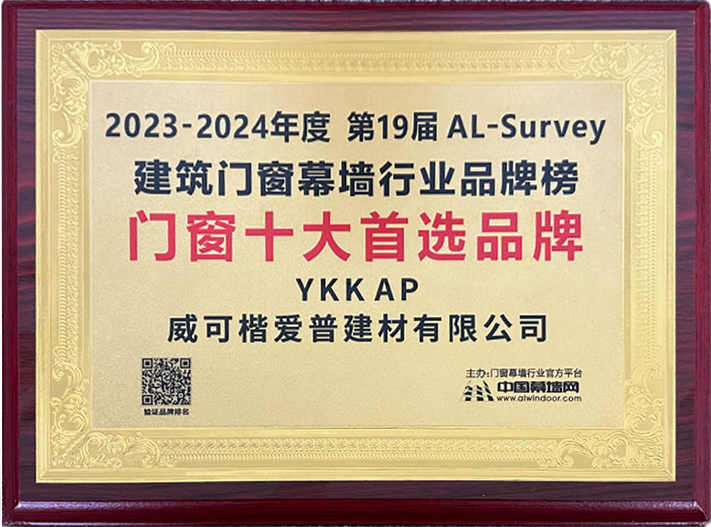 2023-2024年度 第19届 AL-Survey
建筑门窗幕墙行业品牌榜
门窗十大首选品牌
YKK AP
威可楷爱普建材有限公司
验证品牌排名
主办:门窗幕墙行业官方平台
中国幕墙网
www.alwindoor.com